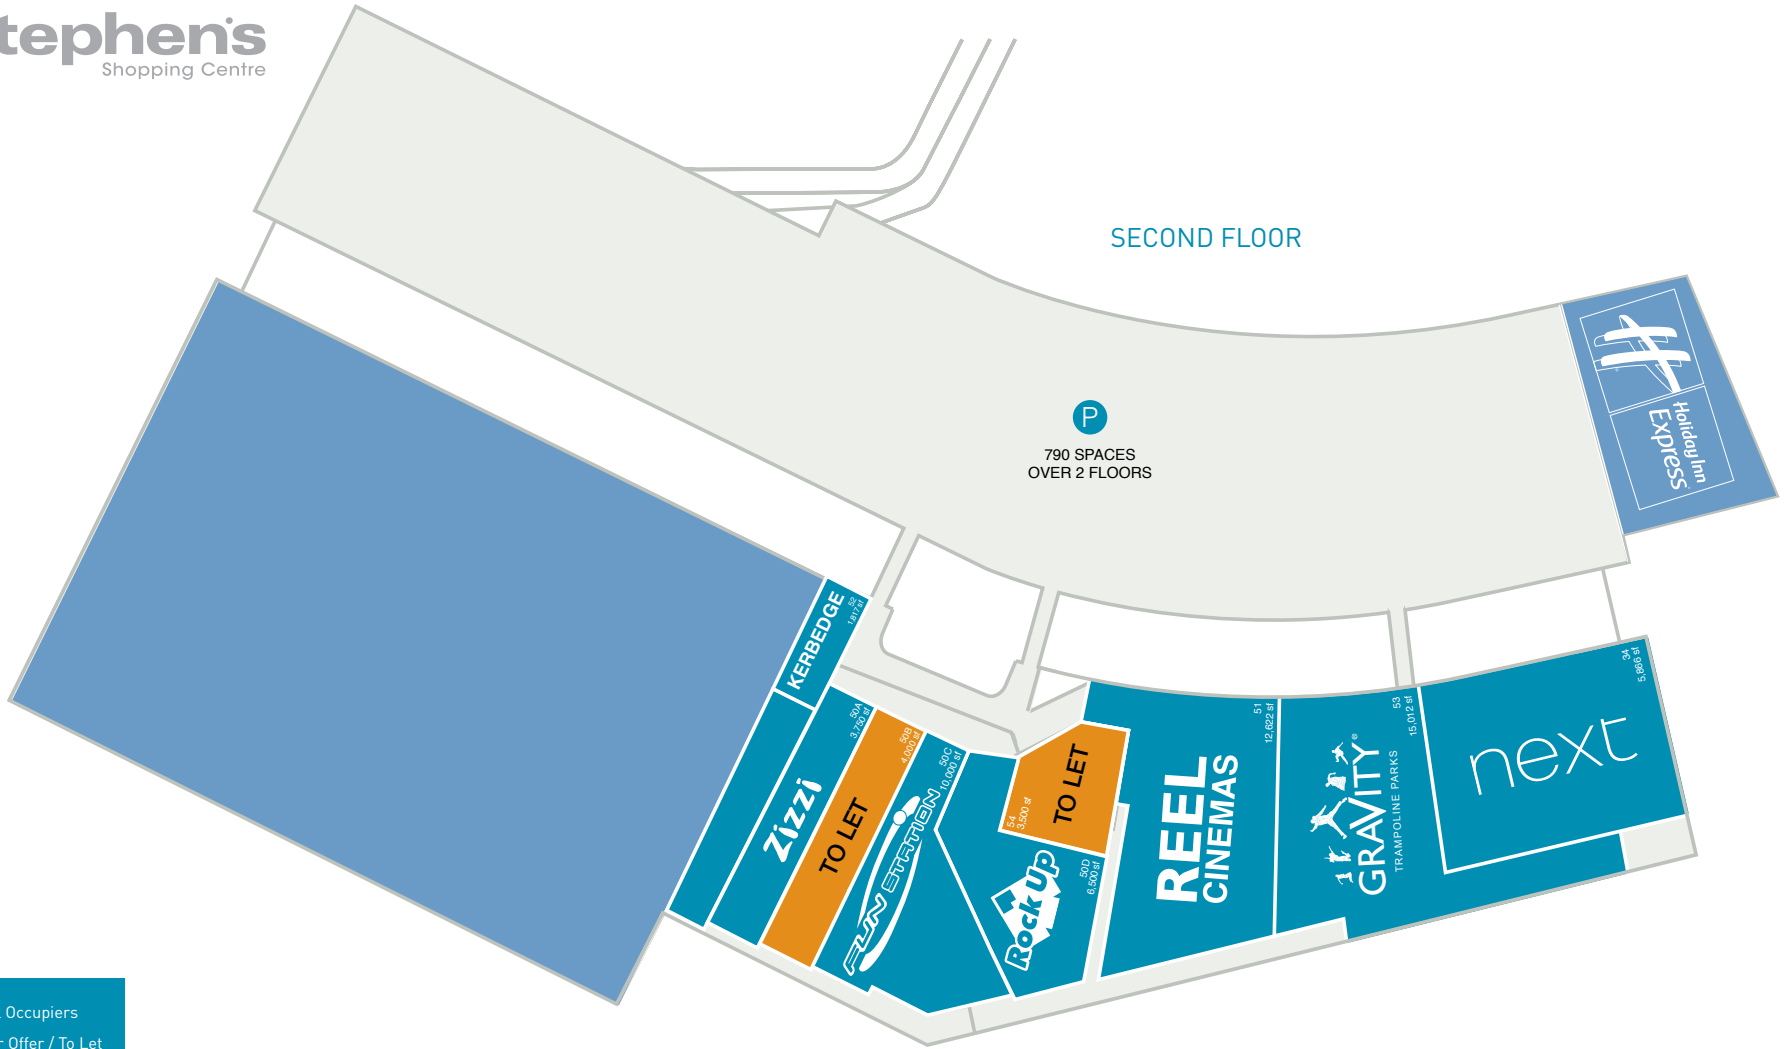 tephen's
Shopping Centre
SECOND FLOOR
P
790 SPACES
OVER 2 FLOORS
Holiday Inn
Express
KERBEDGE
52
1,817 sf
Zizzi
50A
3,750 sf
TO LET
50B
4,000 sf
FUN STATION
50C
10,000 sf
TO LET
54
3,500 sf
Rock Up
50D
6,500 sf
REEL
CINEMAS
51
12,622 sf
GRAVITY
TRAMPOLINE PARKS
53
15,012 sf
next
34
5,866 sf
Occupiers
Offer / To Let